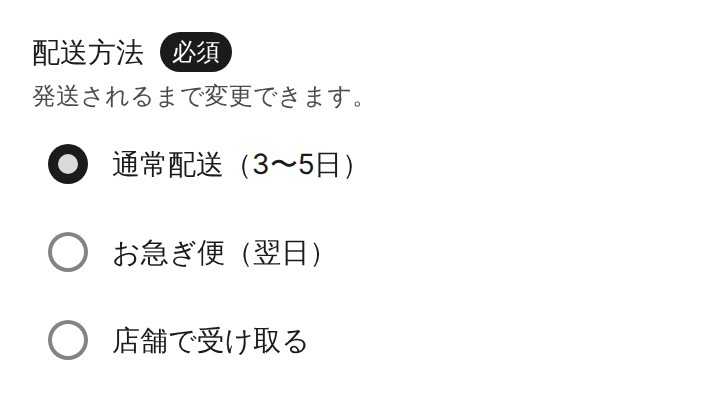 配送方法 必須
発送されるまで変更できます。
通常配送（3〜5日）
お急ぎ便（翌日）
店舗で受け取る